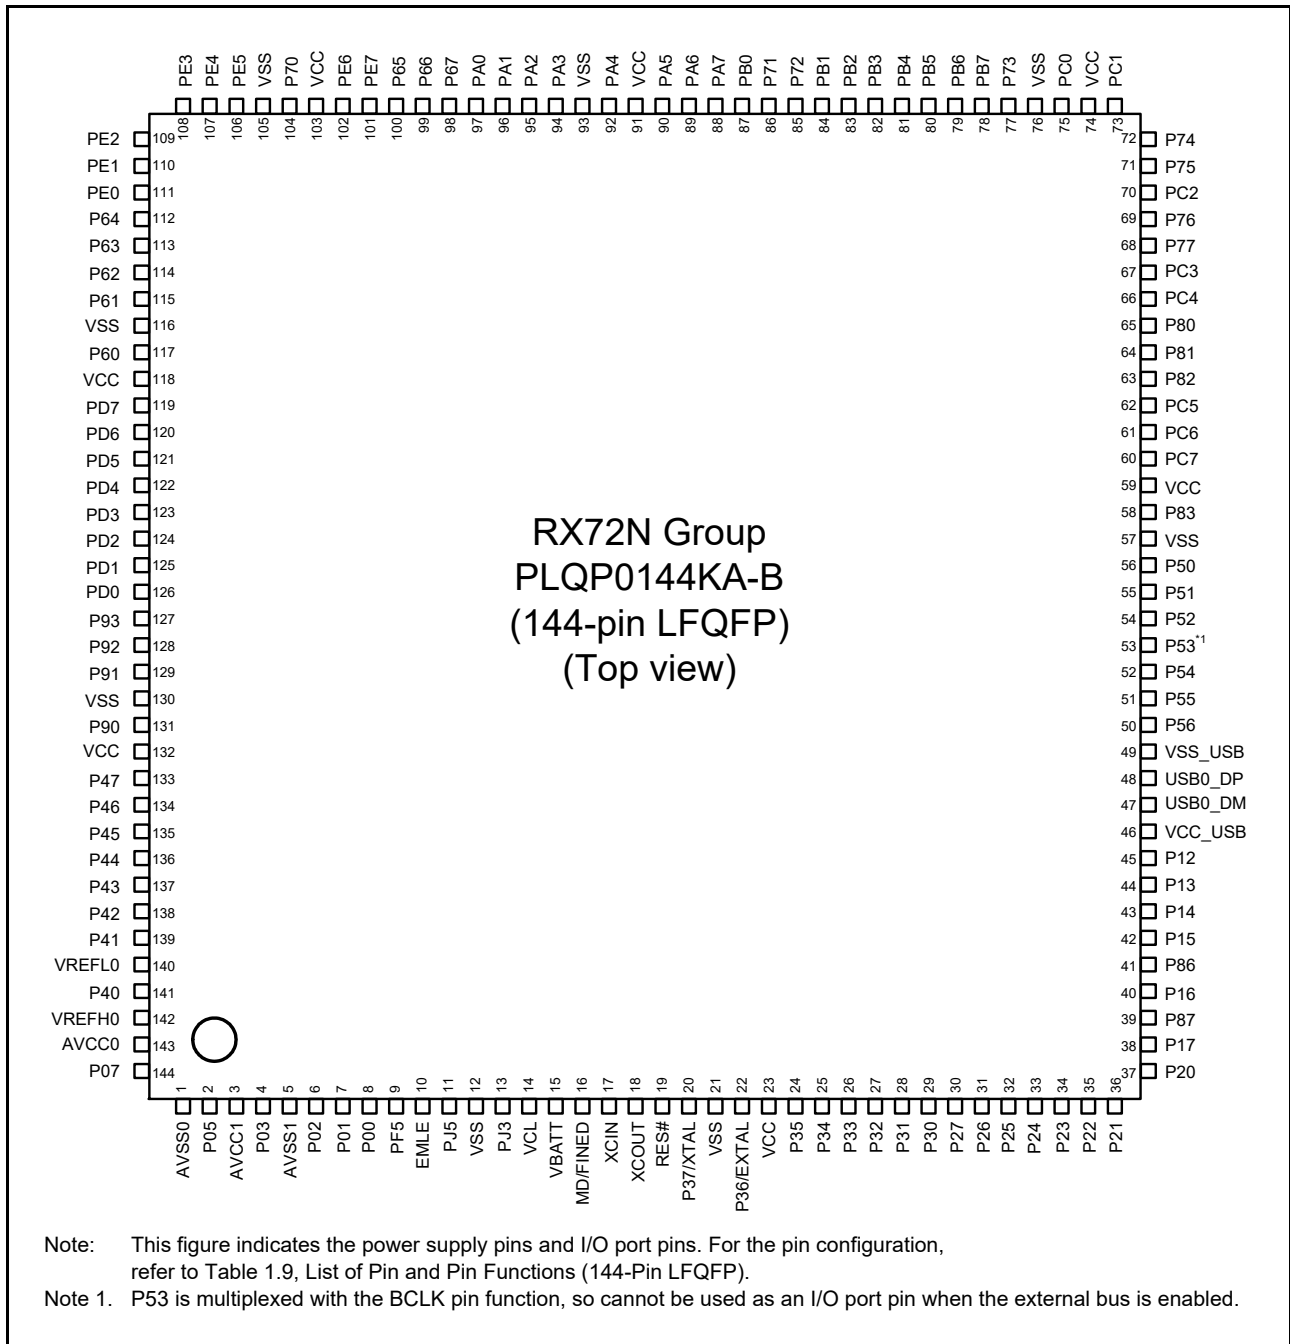 PE3 PE4 PE5 VSS P70 VCC PE6 PE7 P65 P66 P67 PA0 PA1 PA2 PA3 VSS PA4 VCC PA5 PA6 PA7 PB0 P71 P72 PB1 PB2 PB3 PB4 PB5 PB6 PB7 P73 VSS PC0 VCC PC1
108 107 106 105 104 103 102 101 100 99 98 97 96 95 94 93 92 91 90 89 88 87 86 85 84 83 82 81 80 79 78 77 76 75 74 73
PE2 109 72 P74
PE1 110 71 P75
PE0 111 70 PC2
P64 112 69 P76
P63 113 68 P77
P62 114 67 PC3
P61 115 66 PC4
VSS 116 65 P80
P60 117 64 P81
VCC 118 63 P82
PD7 119 62 PC5
PD6 120 61 PC6
PD5 121 60 PC7
PD4 122 59 VCC
PD3 123 58 P83
PD2 124 57 VSS
PD1 125 56 P50
PD0 126 55 P51
P93 127 54 P52
P92 128 53 P53*1
P91 129 52 P54
VSS 130 51 P55
P90 131 50 P56
VCC 132 49 VSS_USB
P47 133 48 USB0_DP
P46 134 47 USB0_DM
P45 135 46 VCC_USB
P44 136 45 P12
P43 137 44 P13
P42 138 43 P14
P41 139 42 P15
VREFL0 140 41 P86
P40 141 40 P16
VREFH0 142 39 P87
AVCC0 143 38 P17
P07 144 37 P20
RX72N Group
PLQP0144KA-B
(144-pin LFQFP)
(Top view)
1 2 3 4 5 6 7 8 9 10 11 12 13 14 15 16 17 18 19 20 21 22 23 24 25 26 27 28 29 30 31 32 33 34 35 36
AVSS0 P05 AVCC1 P03 AVSS1 P02 P01 P00 PF5 EMLE PJ5 VSS PJ3 VCL VBATT MD/FINED XCIN XCOUT RES# P37/XTAL VSS P36/EXTAL VCC P35 P34 P33 P32 P31 P30 P27 P26 P25 P24 P23 P22 P21
Note: This figure indicates the power supply pins and I/O port pins. For the pin configuration,
refer to Table 1.9, List of Pin and Pin Functions (144-Pin LFQFP).
Note 1. P53 is multiplexed with the BCLK pin function, so cannot be used as an I/O port pin when the external bus is enabled.